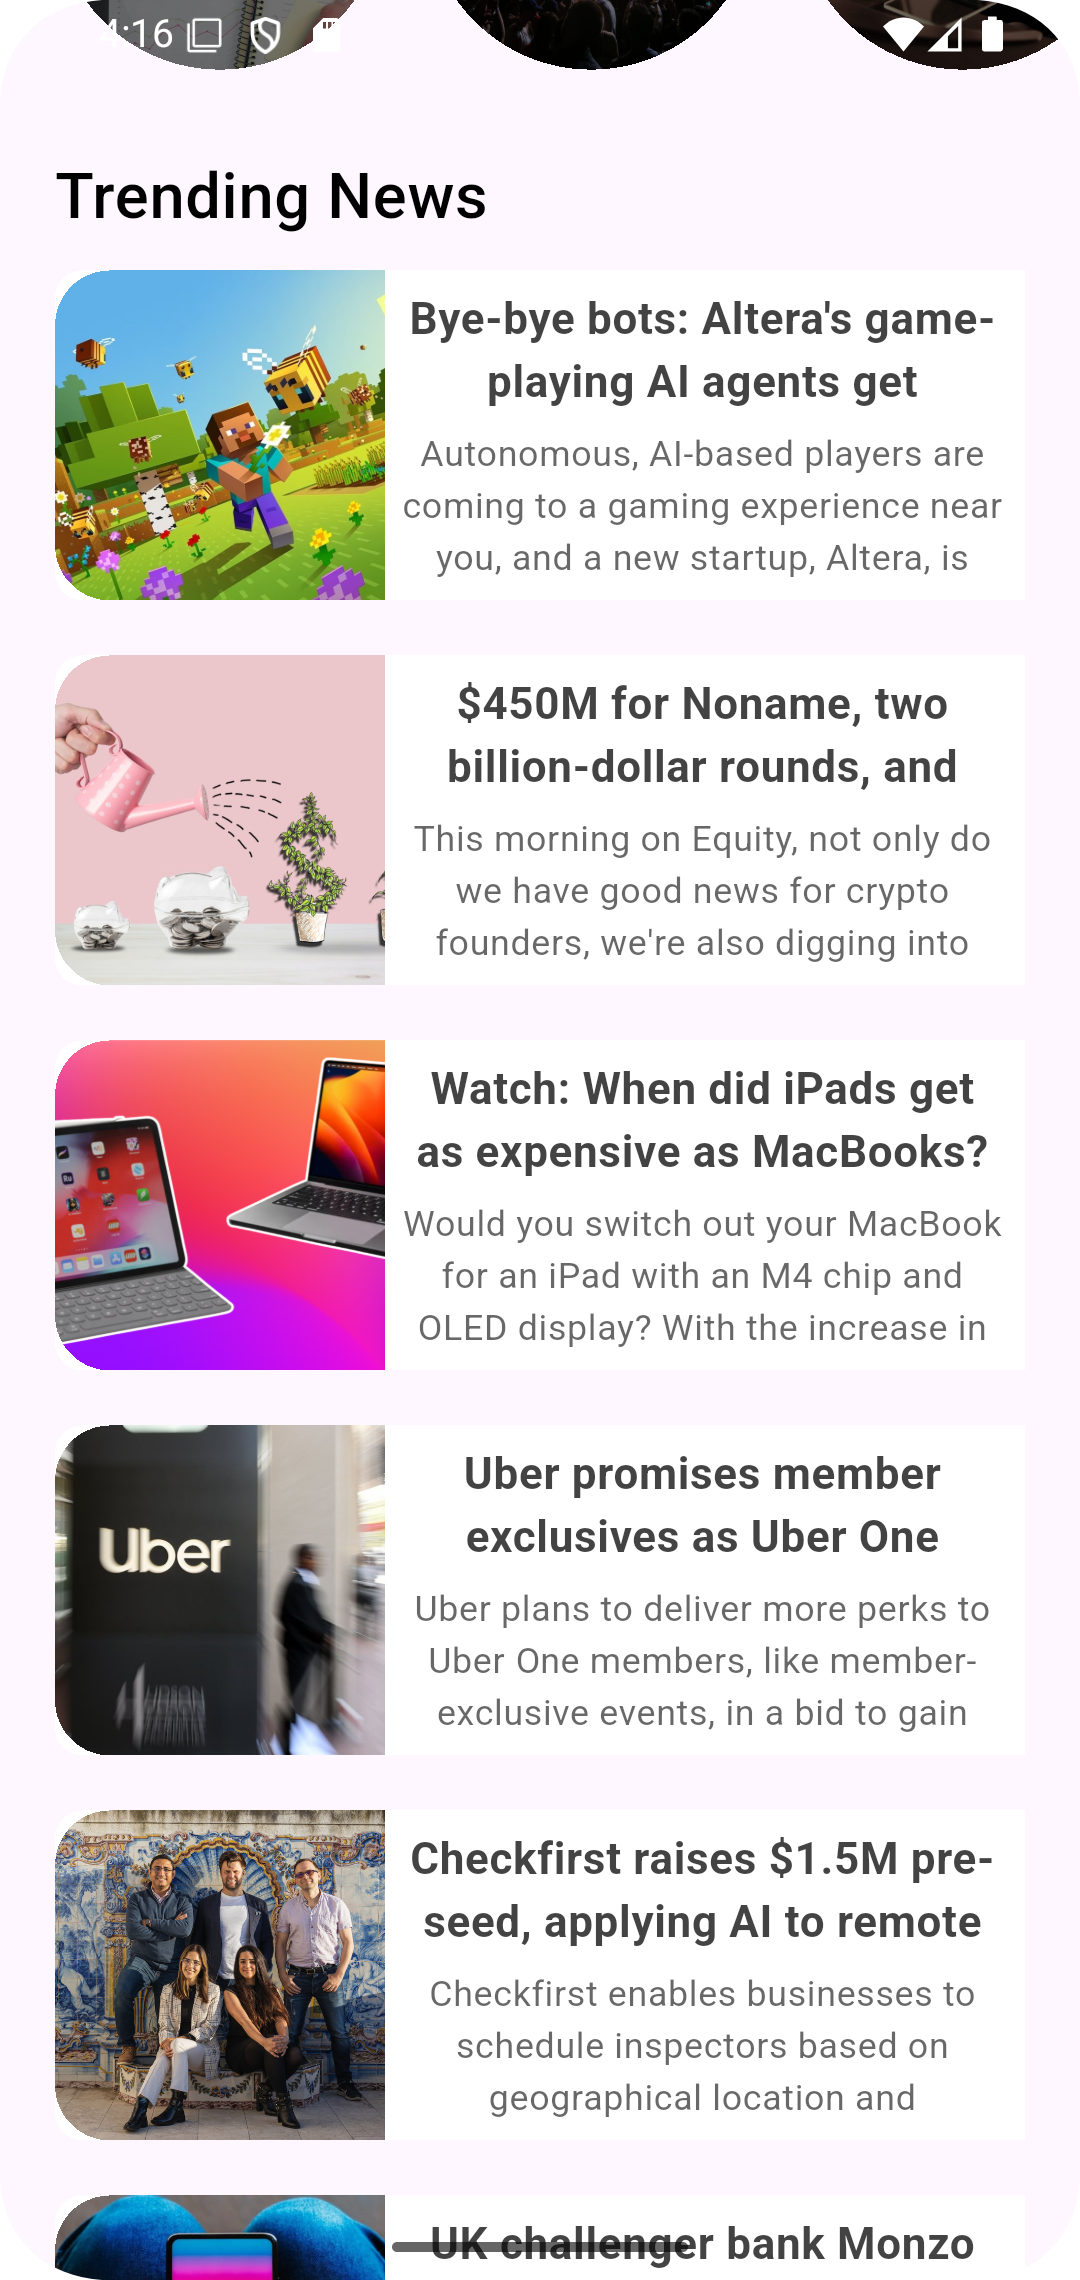 4:16
Trending News
Bye-bye bots: Altera's game-
playing AI agents get
Autonomous, AI-based players are
coming to a gaming experience near
you, and a new startup, Altera, is
$450M for Noname, two
billion-dollar rounds, and
This morning on Equity, not only do
we have good news for crypto
founders, we're also digging into
Watch: When did iPads get
as expensive as MacBooks?
Would you switch out your MacBook
for an iPad with an M4 chip and
OLED display? With the increase in
Uber
Uber promises member
exclusives as Uber One
Uber plans to deliver more perks to
Uber One members, like member-
exclusive events, in a bid to gain
Checkfirst raises $1.5M pre-
seed, applying AI to remote
Checkfirst enables businesses to
schedule inspectors based on
geographical location and
UK challenger bank Monzo